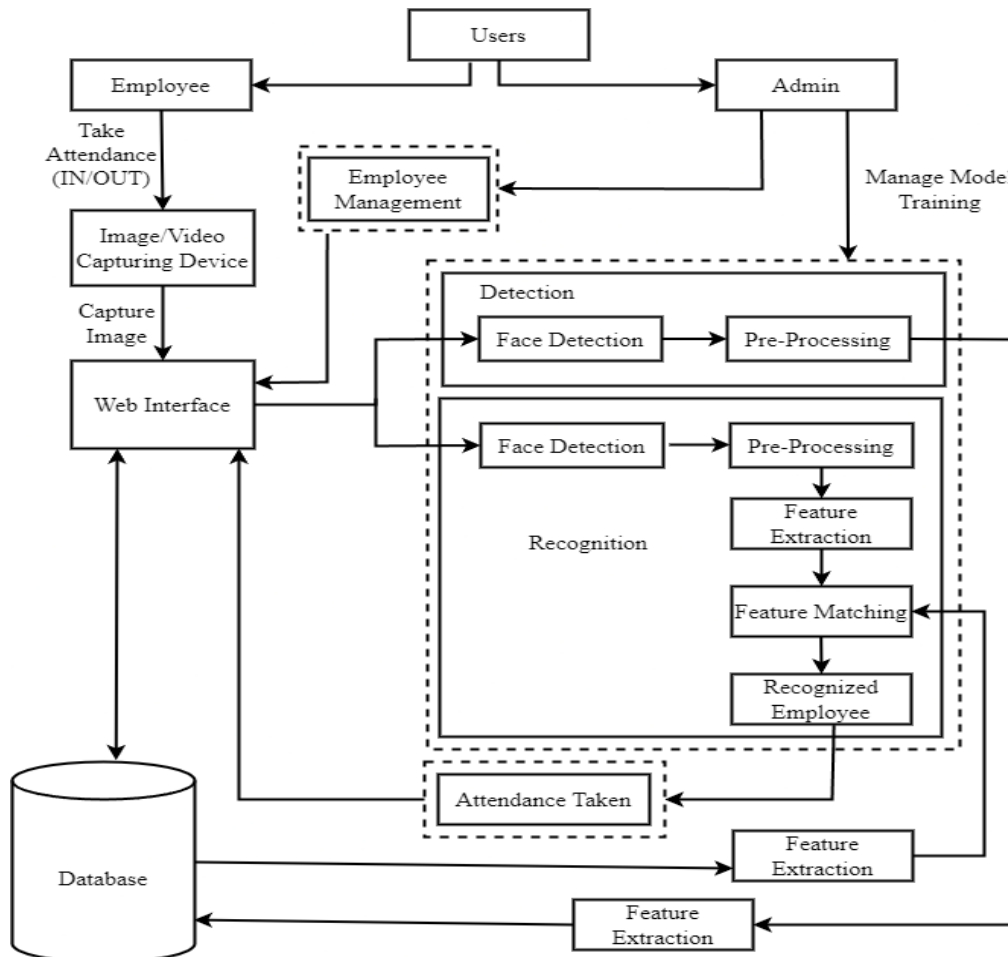 Users
Employee
Admin
Take
Attendance
(IN/OUT)
Employee
Management
Manage Model
Training
Image/Video
Capturing Device
Capture
Image
Detection
Face Detection
Pre-Processing
Web Interface
Face Detection
Pre-Processing
Feature
Extraction
Recognition
Feature Matching
Recognized
Employee
Attendance Taken
Feature
Extraction
Database
Feature
Extraction